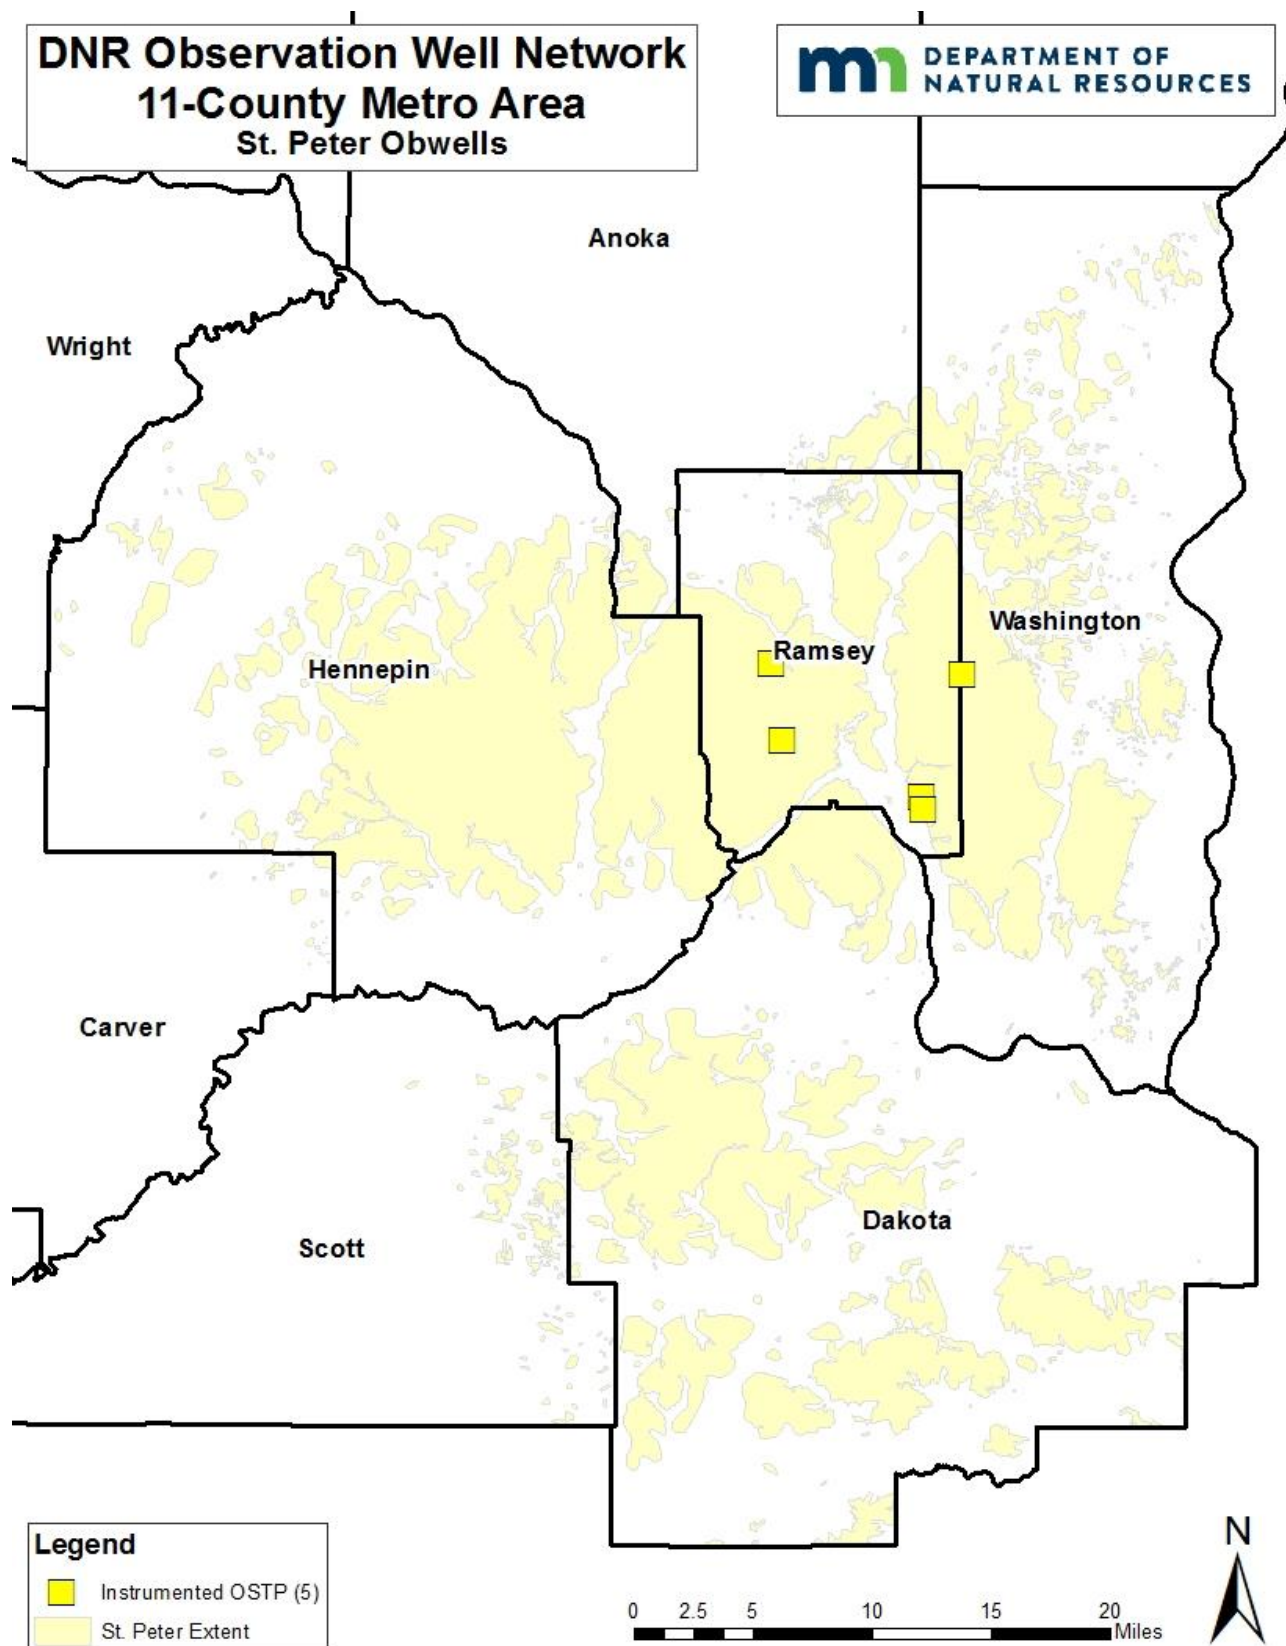 DNR Observation Well Network
11-County Metro Area
St. Peter Obwells
mn DEPARTMENT OF
NATURAL RESOURCES
Anoka
Wright
Washington
Ramsey
Hennepin
Carver
Dakota
Scott
Legend
Instrumented OSTP (5)
St. Peter Extent
N
0 2.5 5 10 15 20
Miles